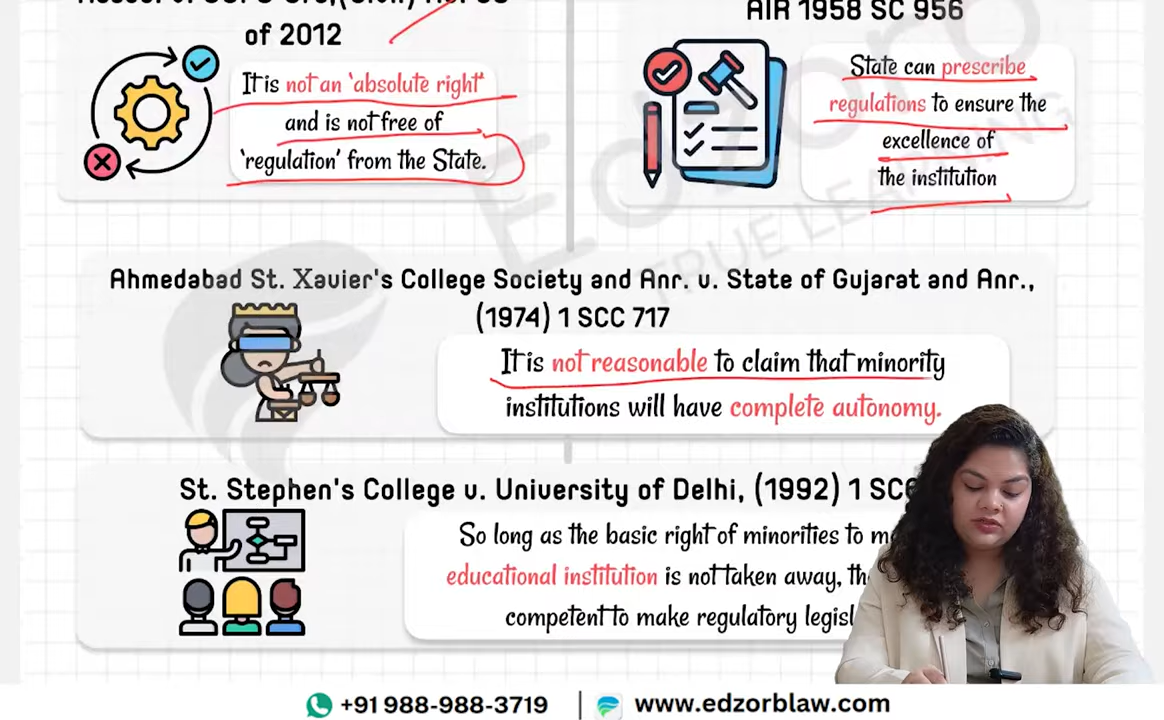 of 2012
It is not an 'absolute right'
and is not free of
'regulation' from the State.
AIR 1958 SC 956
State can prescribe
regulations to ensure the
excellence of
the institution
Ahmedabad St. Xavier's College Society and Anr. v. State of Gujarat and Anr.,
(1974) 1 SCC 717
It is not reasonable to claim that minority
institutions will have complete autonomy.
St. Stephen's College v. University of Delhi, (1992) 1
So long as the basic right of minorities to
educational institution is not taken away,
competent to make regulatory
Edzorb
TRUE LEARNING
+91 988-988-3719 | www.edzorblaw.com